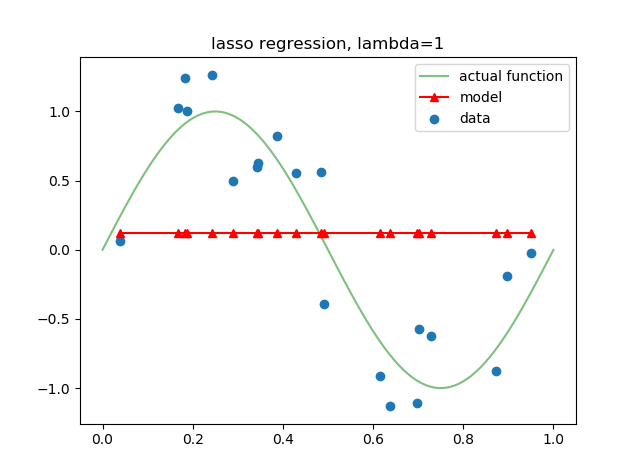 lasso regression, lambda=1
actual function
model
data
1.0
0.5
0.0
−0.5
−1.0
0.0 0.2 0.4 0.6 0.8 1.0